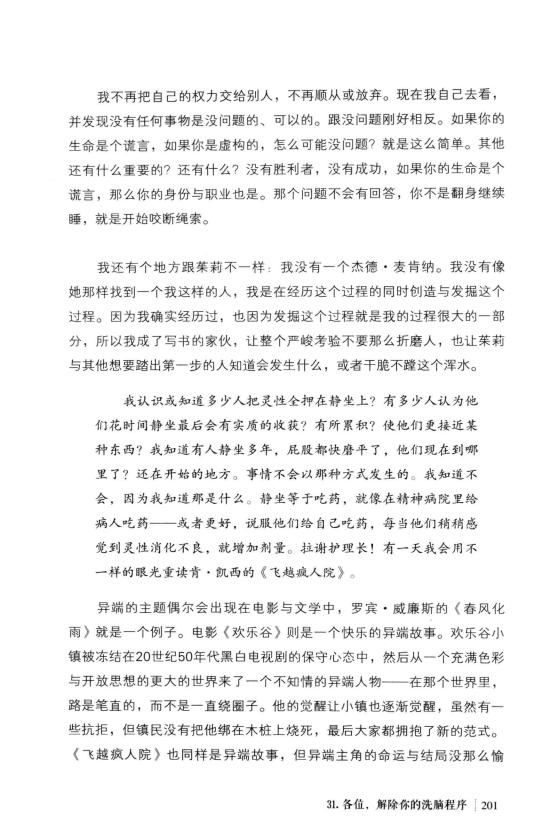 我不再把自己的权力交给别人，不再顺从或放弃。现在我自己去看，
并发现没有任何事物是没问题的、可以的。跟没问题刚好相反。如果你的
生命是个谎言，如果你是虚构的，怎么可能没问题？就是这么简单。其他
还有什么重要的？还有什么？没有胜利者，没有成功，如果你的生命是个
谎言，那么你的身份与职业也是。那个问题不会有回答，你不是翻身继续
睡，就是开始咬断绳索。
我还有个地方跟茱莉不一样：我没有一个杰德·麦肯纳。我没有像
她那样找到一个我这样的人，我是在经历这个过程的同时创造与发掘这个
过程。因为我确实经历过，也因为发掘这个过程就是我的过程很大的一部
分，所以我成了写书的家伙，让整个严峻考验不要那么折磨人，也让茱莉
与其他想要踏出第一步的人知道会发生什么，或者干脆不蹚这个浑水。
我认识或知道多少人把灵性全押在静坐上？有多少人认为他
们花时间静坐最后会有实质的收获？有所累积？使他们更接近某
种东西？我知道有人静坐多年，屁股都快磨平了，他们现在到哪
里了？还在开始的地方。事情不会以那种方式发生的。我知道不
会，因为我知道那是什么。静坐等于吃药，就像在精神病院里给
病人吃药——或者更好，说服他们给自己吃药，每当他们稍稍感
觉到灵性消化不良，就增加剂量。拉谢护理长！有一天我会用不
一样的眼光重读肯·凯西的《飞越疯人院》。
异端的主题偶尔会出现在电影与文学中，罗宾·威廉斯的《春风化
雨》就是一个例子。电影《欢乐谷》则是一个快乐的异端故事。欢乐谷小
镇被冻结在20世纪50年代黑白电视剧的保守心态中，然后从一个充满色彩
与开放思想的更大的世界来了一个不知情的异端人物——在那个世界里，
路是笔直的，而不是一直绕圈子。他的觉醒让小镇也逐渐觉醒，虽然有一
些抗拒，但镇民没有把他绑在木桩上烧死，最后大家都拥抱了新的范式。
《飞越疯人院》也同样是异端故事，但异端主角的命运与结局没那么愉
31. 各位，解除你的洗脑程序 | 201